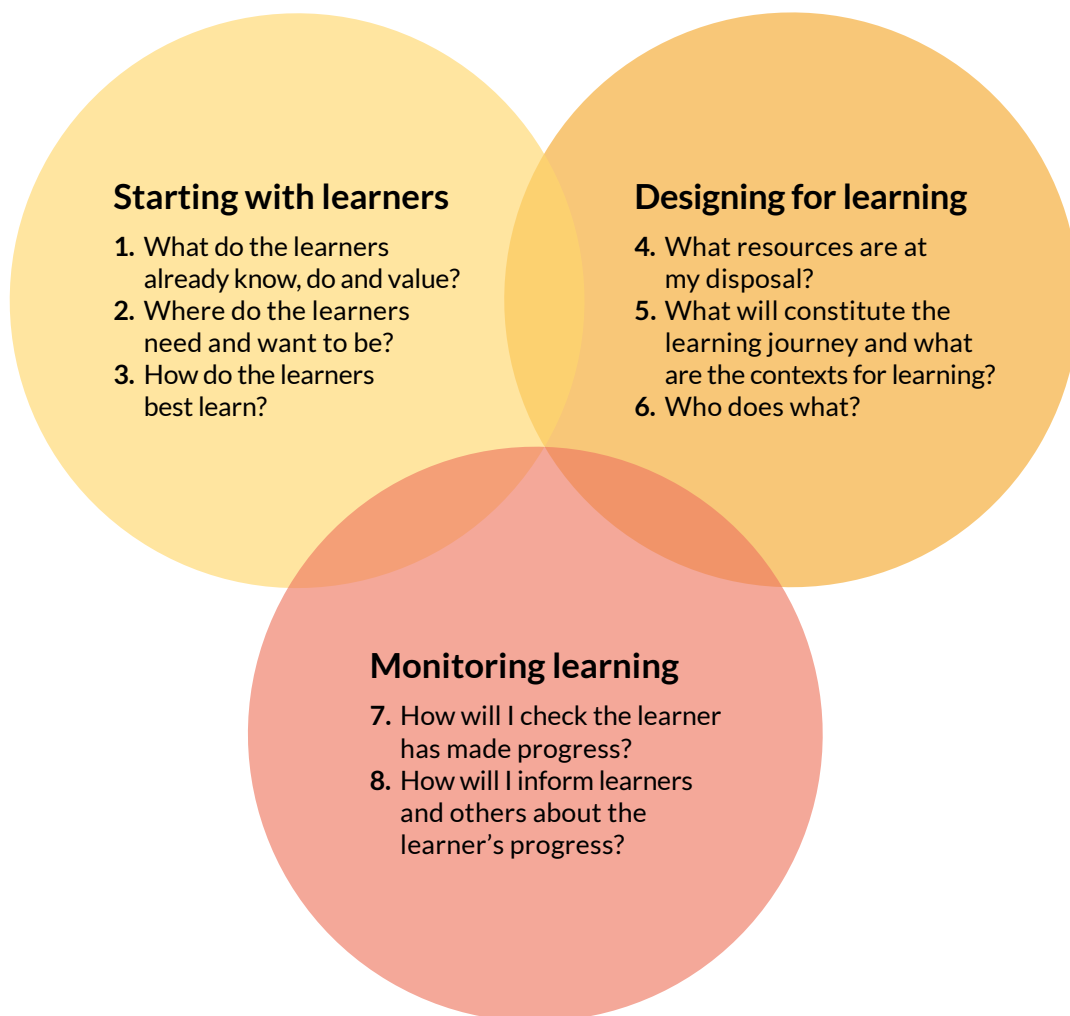 Starting with learners
1. What do the learners
already know, do and value?
2. Where do the learners
need and want to be?
3. How do the learners
best learn?
Designing for learning
4. What resources are at
my disposal?
5. What will constitute the
learning journey and what
are the contexts for learning?
6. Who does what?
Monitoring learning
7. How will I check the learner
has made progress?
8. How will I inform learners
and others about the
learner’s progress?